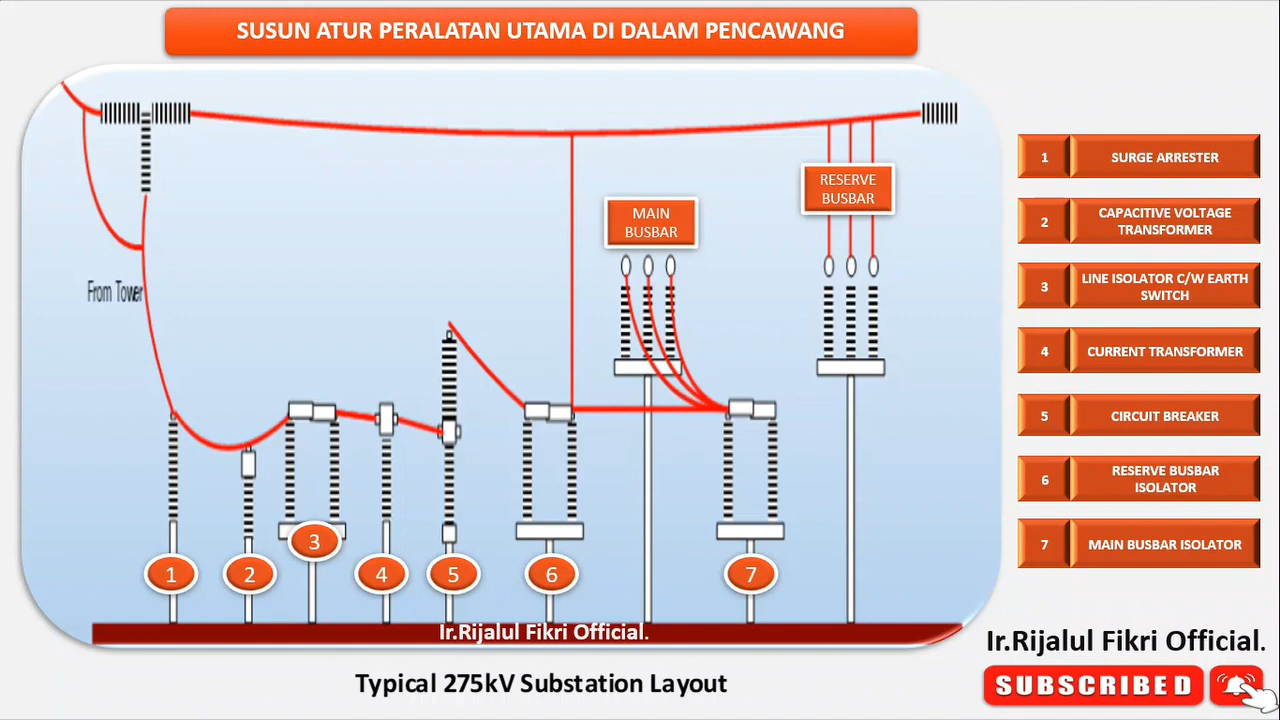 SUSUN ATUR PERALATAN UTAMA DI DALAM PENCAWANG
From Tower
MAIN
BUSBAR
RESERVE
BUSBAR
1
2
3
4
5
6
7
Ir.Rijalul Fikri Official.
Typical 275kV Substation Layout
1 SURGE ARRESTER
2 CAPACITIVE VOLTAGE
TRANSFORMER
3 LINE ISOLATOR C/W EARTH
SWITCH
4 CURRENT TRANSFORMER
5 CIRCUIT BREAKER
6 RESERVE BUSBAR
ISOLATOR
7 MAIN BUSBAR ISOLATOR
Ir.Rijalul Fikri Official.
SUBSCRIBED